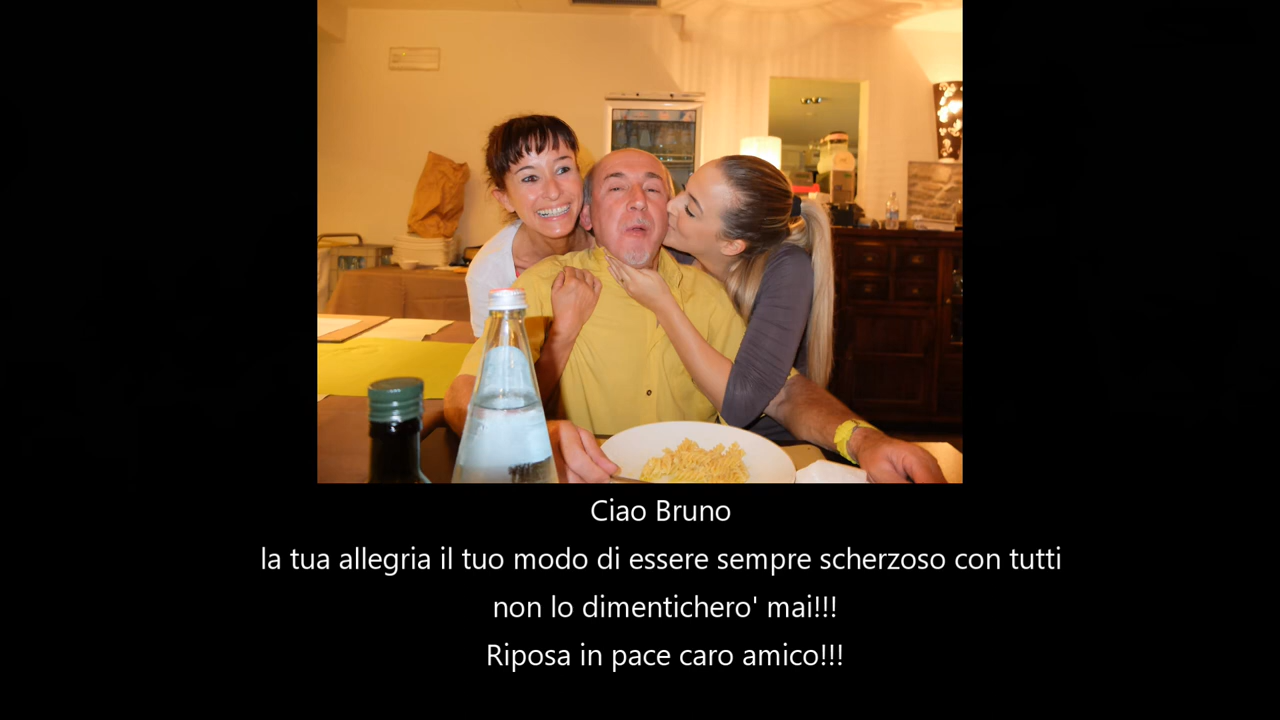 Ciao Bruno
la tua allegria il tuo modo di essere sempre scherzoso con tutti
non lo dimentichero' mai!!!
Riposa in pace caro amico!!!